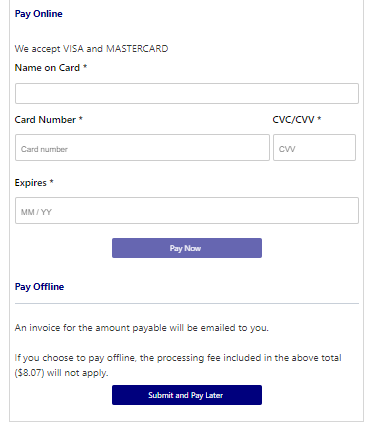 Pay Online
We accept VISA and MASTERCARD
Name on Card *
Card Number *
CVC/CVV *
Card number
CVV
Expires *
MM / YY
Pay Now
Pay Offline
An invoice for the amount payable will be emailed to you.
If you choose to pay offline, the processing fee included in the above total
($8.07) will not apply.
Submit and Pay Later